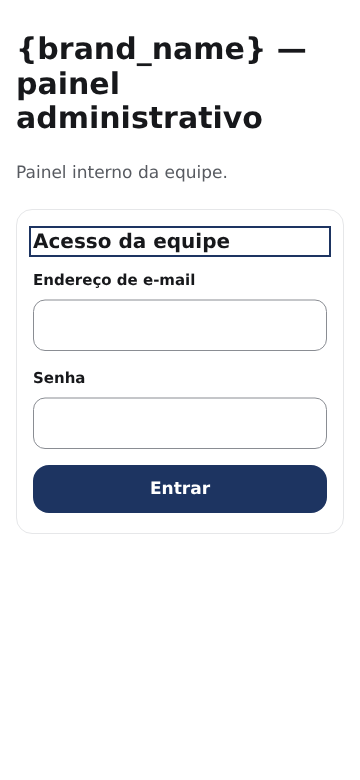 {brand_name} —
painel
administrativo
Painel interno da equipe.
Acesso da equipe
Endereço de e-mail
Senha
Entrar